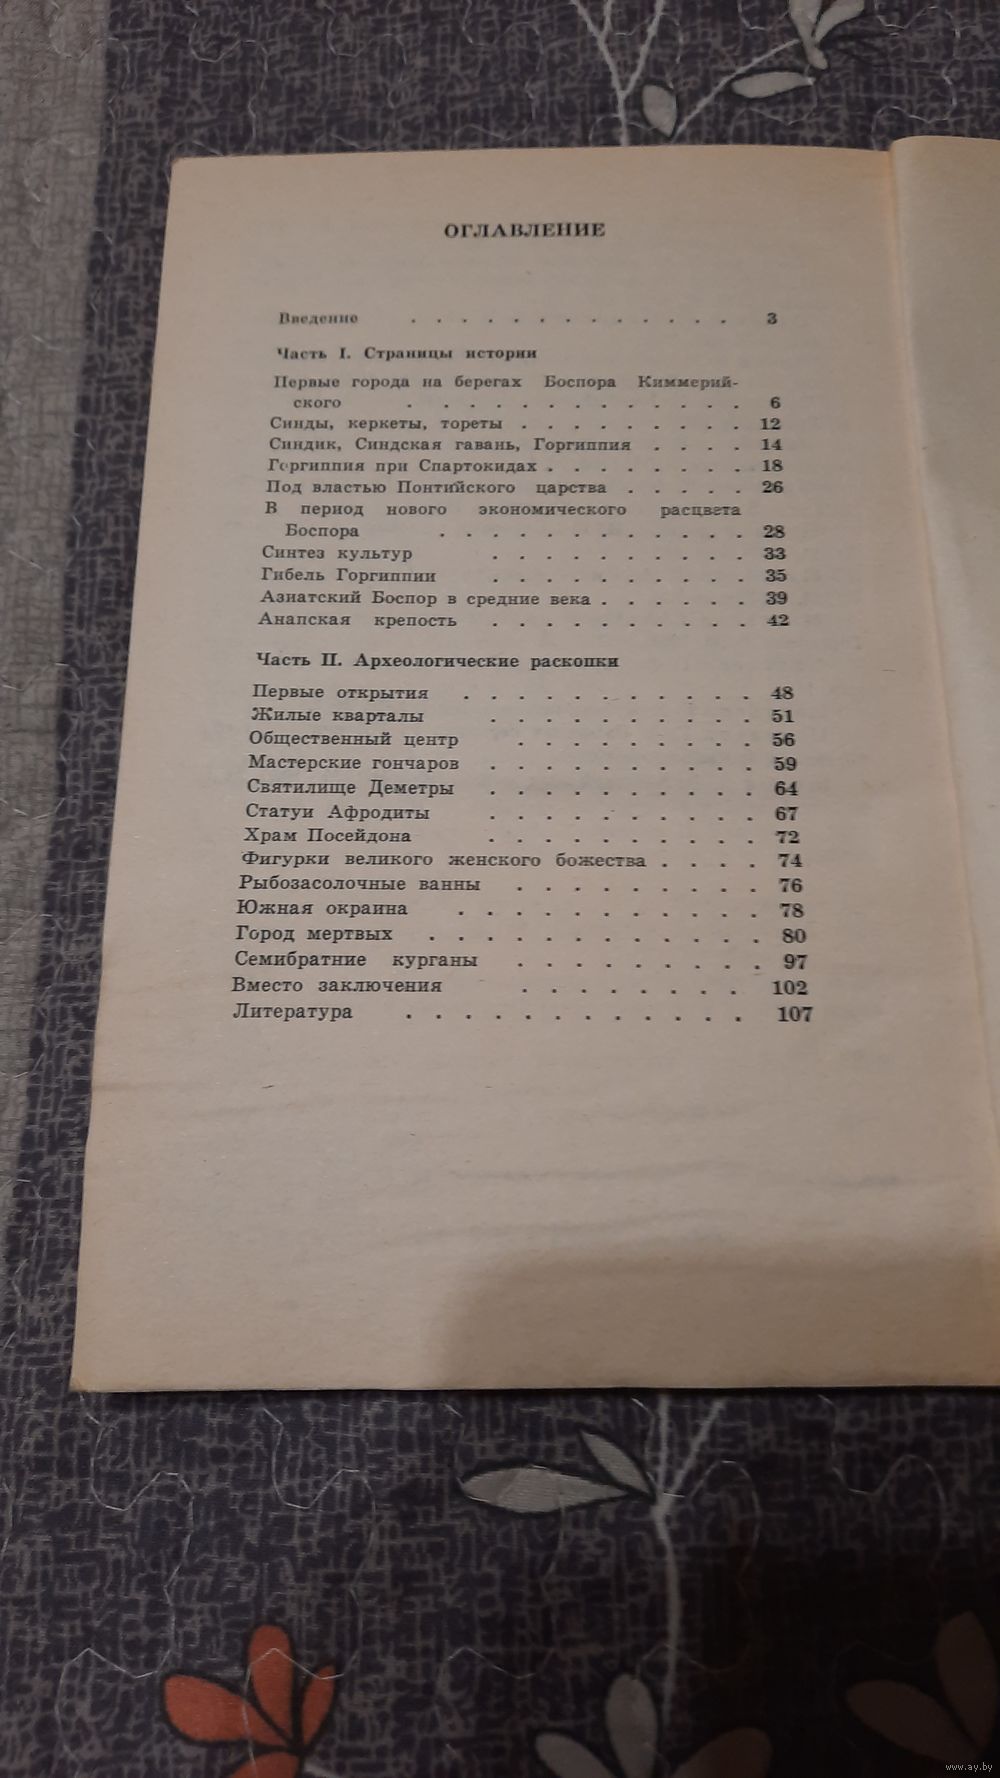 ОГЛАВЛЕНИЕ
Введение . . . . . . . . . . . . . 3
Часть I. Страницы истории
Первые города на берегах Боспора Киммерий-
ского . . . . . . . . . . . . . 6
Синды, керкеты, тореты . . . . . . . . . 12
Синдик, Синдская гавань, Горгиппия . . . . 14
Горгиппия при Спартокидах . . . . . . . . 18
Под властью Понтийского царства . . . . . 26
В период нового экономического расцвета
Боспора . . . . . . . . . . . . 28
Синтез культур . . . . . . . . . . 33
Гибель Горгиппии . . . . . . . . . . 35
Азиатский Боспор в средние века . . . . . . 39
Анапская крепость . . . . . . . . . . 42
Часть II. Археологические раскопки
Первые открытия . . . . . . . . . . . 48
Жилые кварталы . . . . . . . . . . 51
Общественный центр . . . . . . . . . 56
Мастерские гончаров . . . . . . . . . . 59
Святилище Деметры . . . . . . . . . . 64
Статуи Афродиты . . . . . . . . . . 67
Храм Посейдона . . . . . . . . . . 72
Фигурки великого женского божества . . . . 74
Рыбозасолочные ванны . . . . . . . . . 76
Южная окраина . . . . . . . . . . . 78
Город мертвых . . . . . . . . . . . . 80
Семибратние курганы . . . . . . . . . 97
Вместо заключения . . . . . . . . 102
Литература . . . . . . . . . . . . 107
www.ay.by